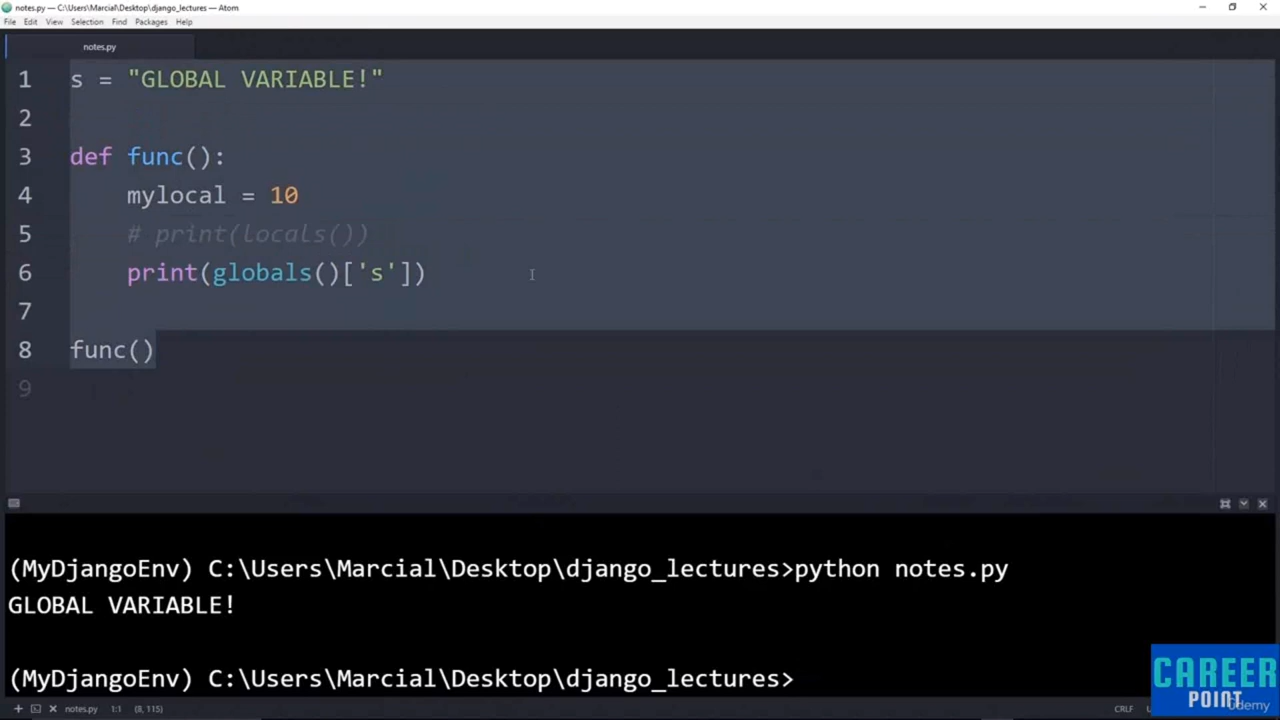 notes.py — C:\Users\Marcial\Desktop\django_lectures — Atom
File Edit View Selection Find Packages Help
notes.py
1 s = "GLOBAL VARIABLE!"
2
3 def func():
4     mylocal = 10
5     # print(locals())
6     print(globals()['s'])
7
8 func()
9
(MyDjangoEnv) C:\Users\Marcial\Desktop\django_lectures>python notes.py
GLOBAL VARIABLE!
(MyDjangoEnv) C:\Users\Marcial\Desktop\django_lectures>
CAREER
POINT
Udemy
notes.py 1:1 (8, 115) CRLF